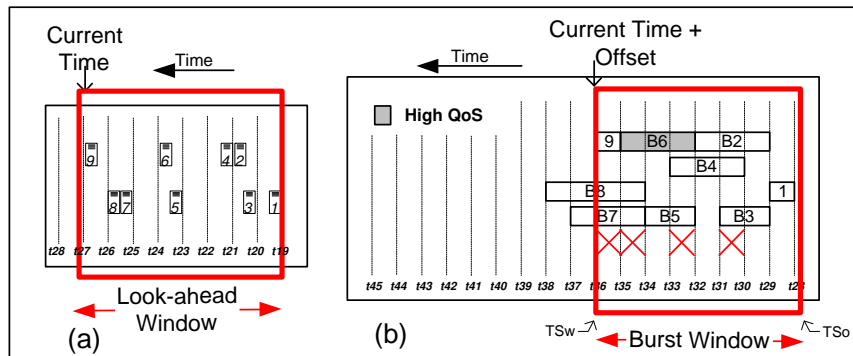 Current
Time
Time
9
6
4
2
8
7
5
3
1
t28 t27 t26 t25 t24 t23 t22 t21 t20 t19
Look-ahead
Window
(a)
Current Time +
Offset
Time
High QoS
9
B6
B2
B4
B8
1
B7
B5
B3
t45 t44 t43 t42 t41 t40 t39 t38 t37 t36 t35 t34 t33 t32 t31 t30 t29 t28
TSw
Burst Window
TSo
(b)